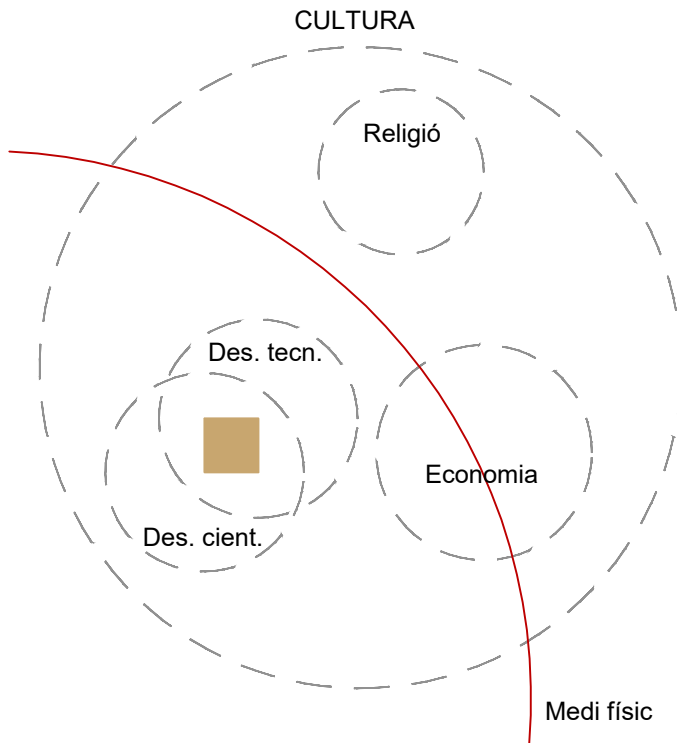 CULTURA
Religió
Des. tecn.
Economia
Des. cient.
Medi físic